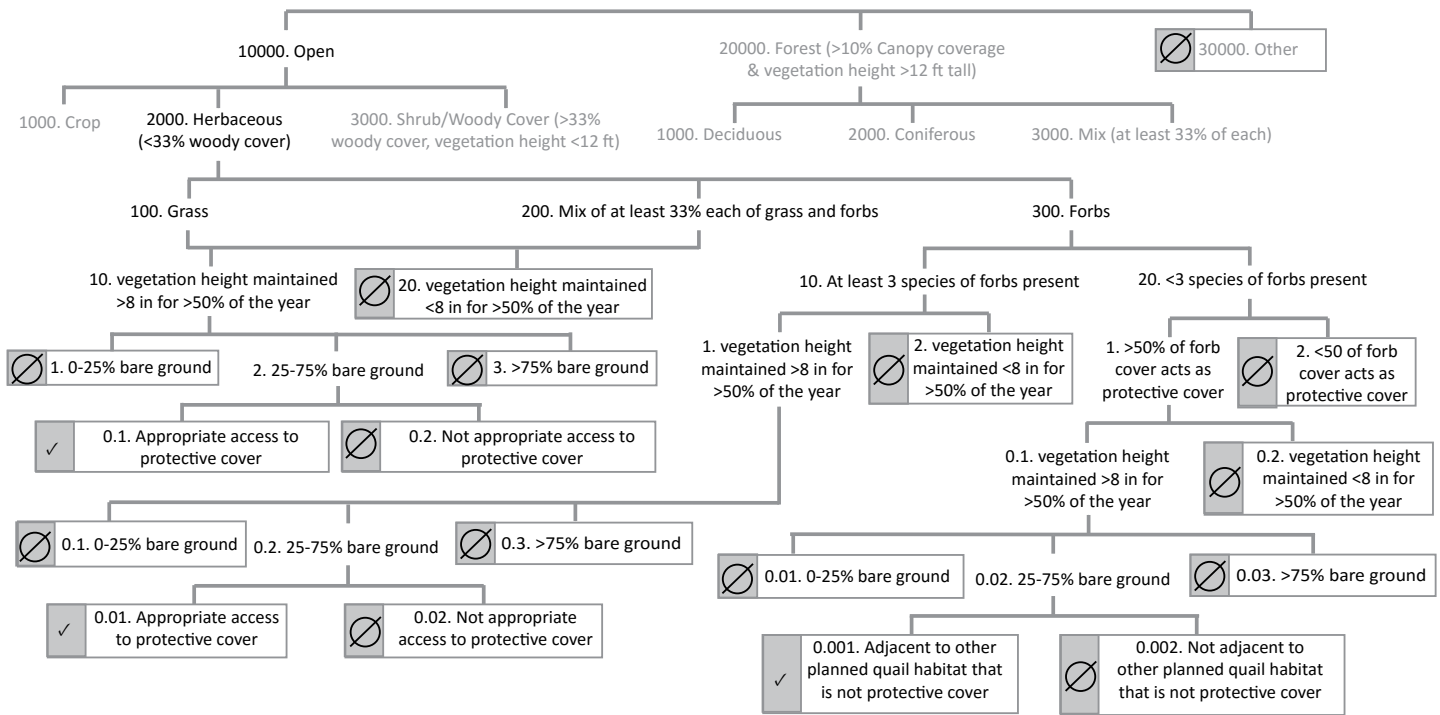 10000. Open
20000. Forest (>10% Canopy coverage
& vegetation height >12 ft tall)
30000. Other
1000. Crop
2000. Herbaceous
(<33% woody cover)
3000. Shrub/Woody Cover (>33%
woody cover, vegetation height <12 ft)
1000. Deciduous
2000. Coniferous
3000. Mix (at least 33% of each)
100. Grass
200. Mix of at least 33% each of grass and forbs
300. Forbs
10. vegetation height maintained
>8 in for >50% of the year
20. vegetation height maintained
<8 in for >50% of the year
10. At least 3 species of forbs present
20. <3 species of forbs present
1. 0-25% bare ground
2. 25-75% bare ground
3. >75% bare ground
1. vegetation height
maintained >8 in for
>50% of the year
2. vegetation height
maintained <8 in for
>50% of the year
1. >50% of forb
cover acts as
protective cover
2. <50 of forb
cover acts as
protective cover
✓
0.1. Appropriate access to
protective cover
0.2. Not appropriate access to
protective cover
0.1. vegetation height
maintained >8 in for
>50% of the year
0.2. vegetation height
maintained <8 in for
>50% of the year
0.1. 0-25% bare ground
0.2. 25-75% bare ground
0.3. >75% bare ground
0.01. 0-25% bare ground
0.02. 25-75% bare ground
0.03. >75% bare ground
✓
0.01. Appropriate access
to protective cover
0.02. Not appropriate
access to protective cover
✓
0.001. Adjacent to other
planned quail habitat that
is not protective cover
0.002. Not adjacent to
other planned quail habitat
that is not protective cover